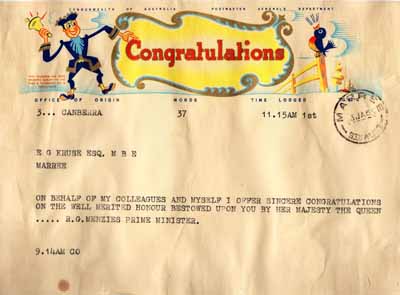 COMMONWEALTH OF AUSTRALIA POSTMASTER GENERAL'S DEPARTMENT
Congratulations
OFFICE OF ORIGIN WORDS TIME LODGED
3... CANBERRA 37 11.15AM 1st
MARREE
E G KRUSE ESQ. M B E
MARREE
ON BEHALF OF MY COLLEAGUES AND MYSELF I OFFER SINCERE CONGRATULATIONS
ON THE WELL MERITED HONOUR BESTOWED UPON YOU BY HER MAJESTY THE QUEEN
..... R.G.MENZIES PRIME MINISTER.
9.14AM CO